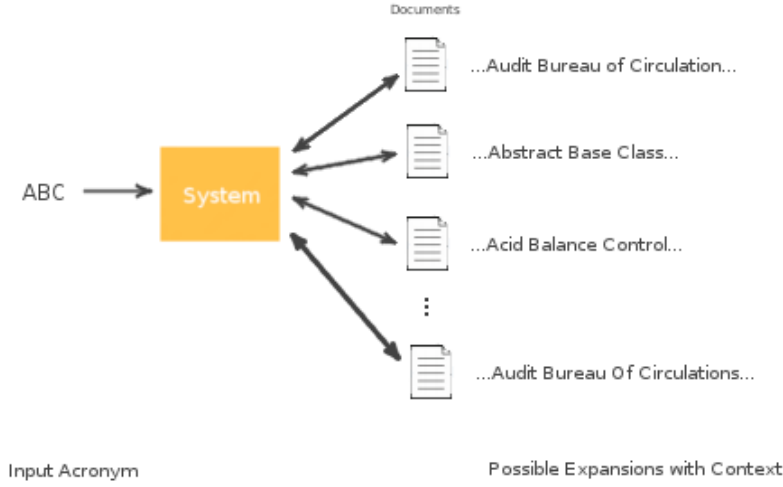 Documents
...Audit Bureau of Circulation...
...Abstract Base Class...
ABC
System
...Acid Balance Control...
...Audit Bureau Of Circulations...
Input Acronym
Possible Expansions with Context